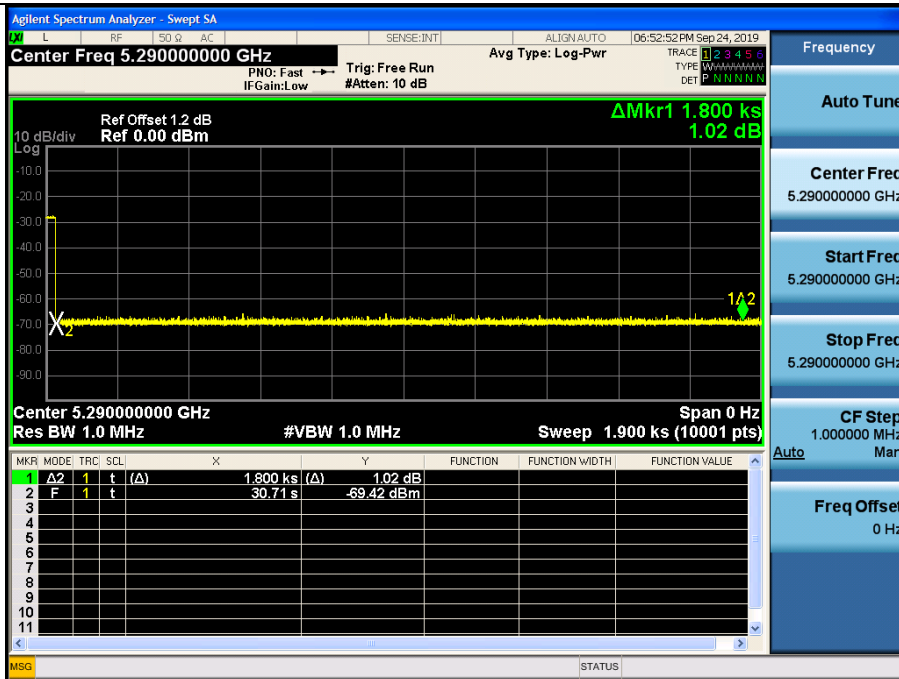 Agilent Spectrum Analyzer - Swept SA
LXI L RF 50 Ω AC SENSE:INT ALIGNAUTO 06:52:52 PM Sep 24, 2019
Center Freq 5.290000000 GHz
PNO: Fast
IFGain:Low
Trig: Free Run
#Atten: 10 dB
Avg Type: Log-Pwr
TRACE 1 2 3 4 5 6
TYPE W
DET P N N N N N
Ref Offset 1.2 dB
Ref 0.00 dBm
10 dB/div
Log
ΔMkr1 1.800 ks
1.02 dB
-10.0
-20.0
-30.0
-40.0
-50.0
-60.0
-70.0
-80.0
-90.0
2
1Δ2
Center 5.290000000 GHz
Span 0 Hz
Res BW 1.0 MHz
#VBW 1.0 MHz
Sweep 1.900 ks (10001 pts)
MKR MODE TRC SCL X Y FUNCTION FUNCTION WIDTH FUNCTION VALUE
1 Δ2 1 t (Δ) 1.800 ks (Δ) 1.02 dB
2 F 1 t 30.71 s -69.42 dBm
3
4
5
6
7
8
9
10
11
MSG
STATUS
Frequency
Auto Tune
Center Freq
5.290000000 GHz
Start Freq
5.290000000 GHz
Stop Freq
5.290000000 GHz
CF Step
1.000000 MHz
Auto Man
Freq Offset
0 Hz